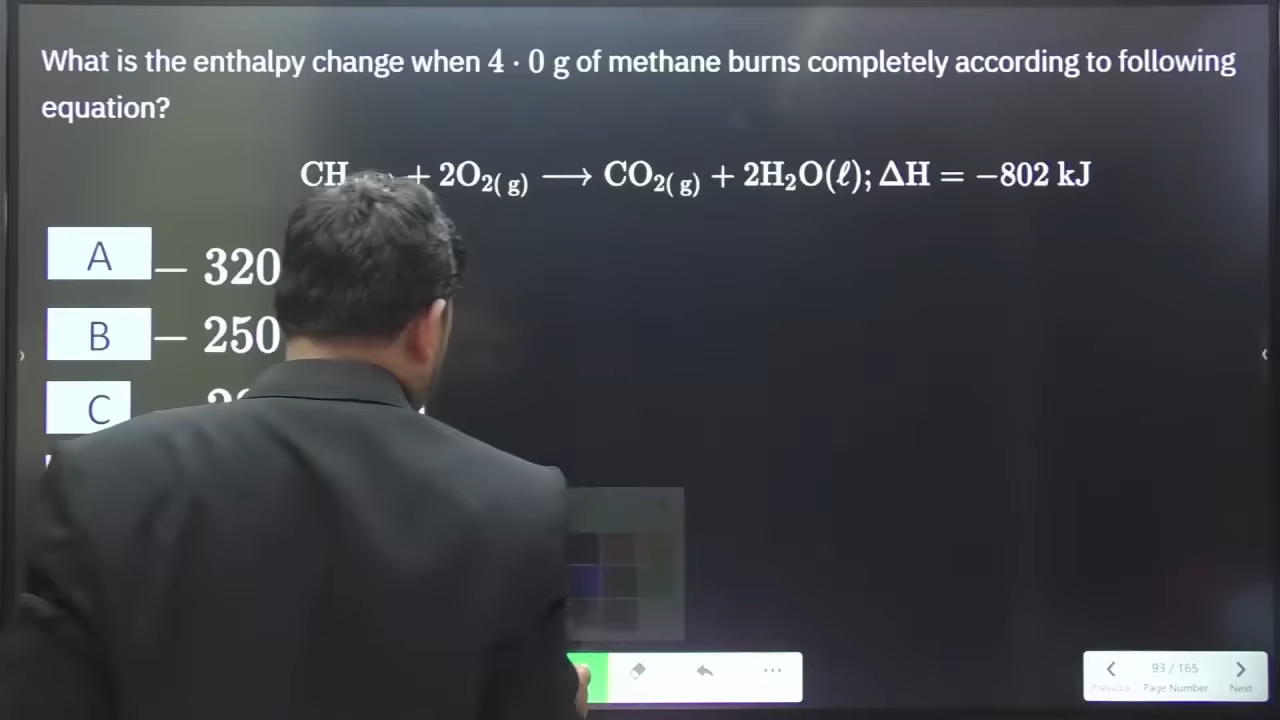 What is the enthalpy change when 4 · 0 g of methane burns completely according to following
equation?
CH + 2O₂₍ g₎ ⟶ CO₂₍ g₎ + 2H₂O(ℓ); ΔH = −802 kJ
A − 320
B − 250
C
93 / 165
Previous Page Number Next